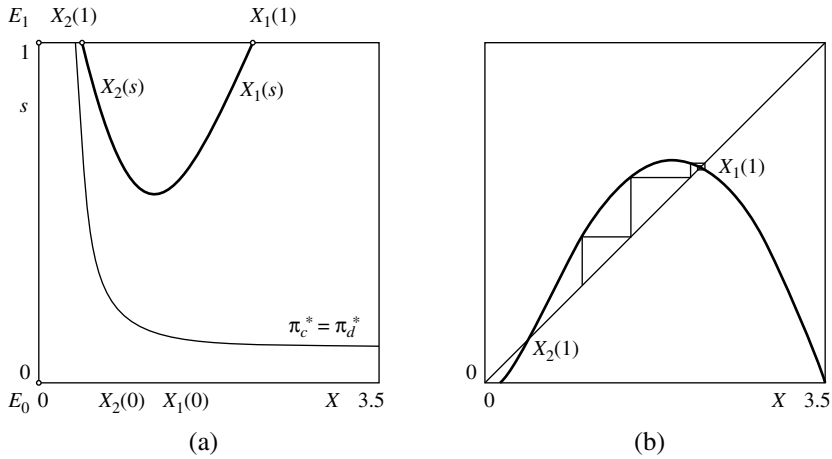 E₁ X₂(1) X₁(1)
1
s
X₂(s) X₁(s)
π_c* = π_d*
0
E₀ 0 X₂(0) X₁(0) X 3.5
(a)
X₁(1)
X₂(1)
0
0 X 3.5
(b)